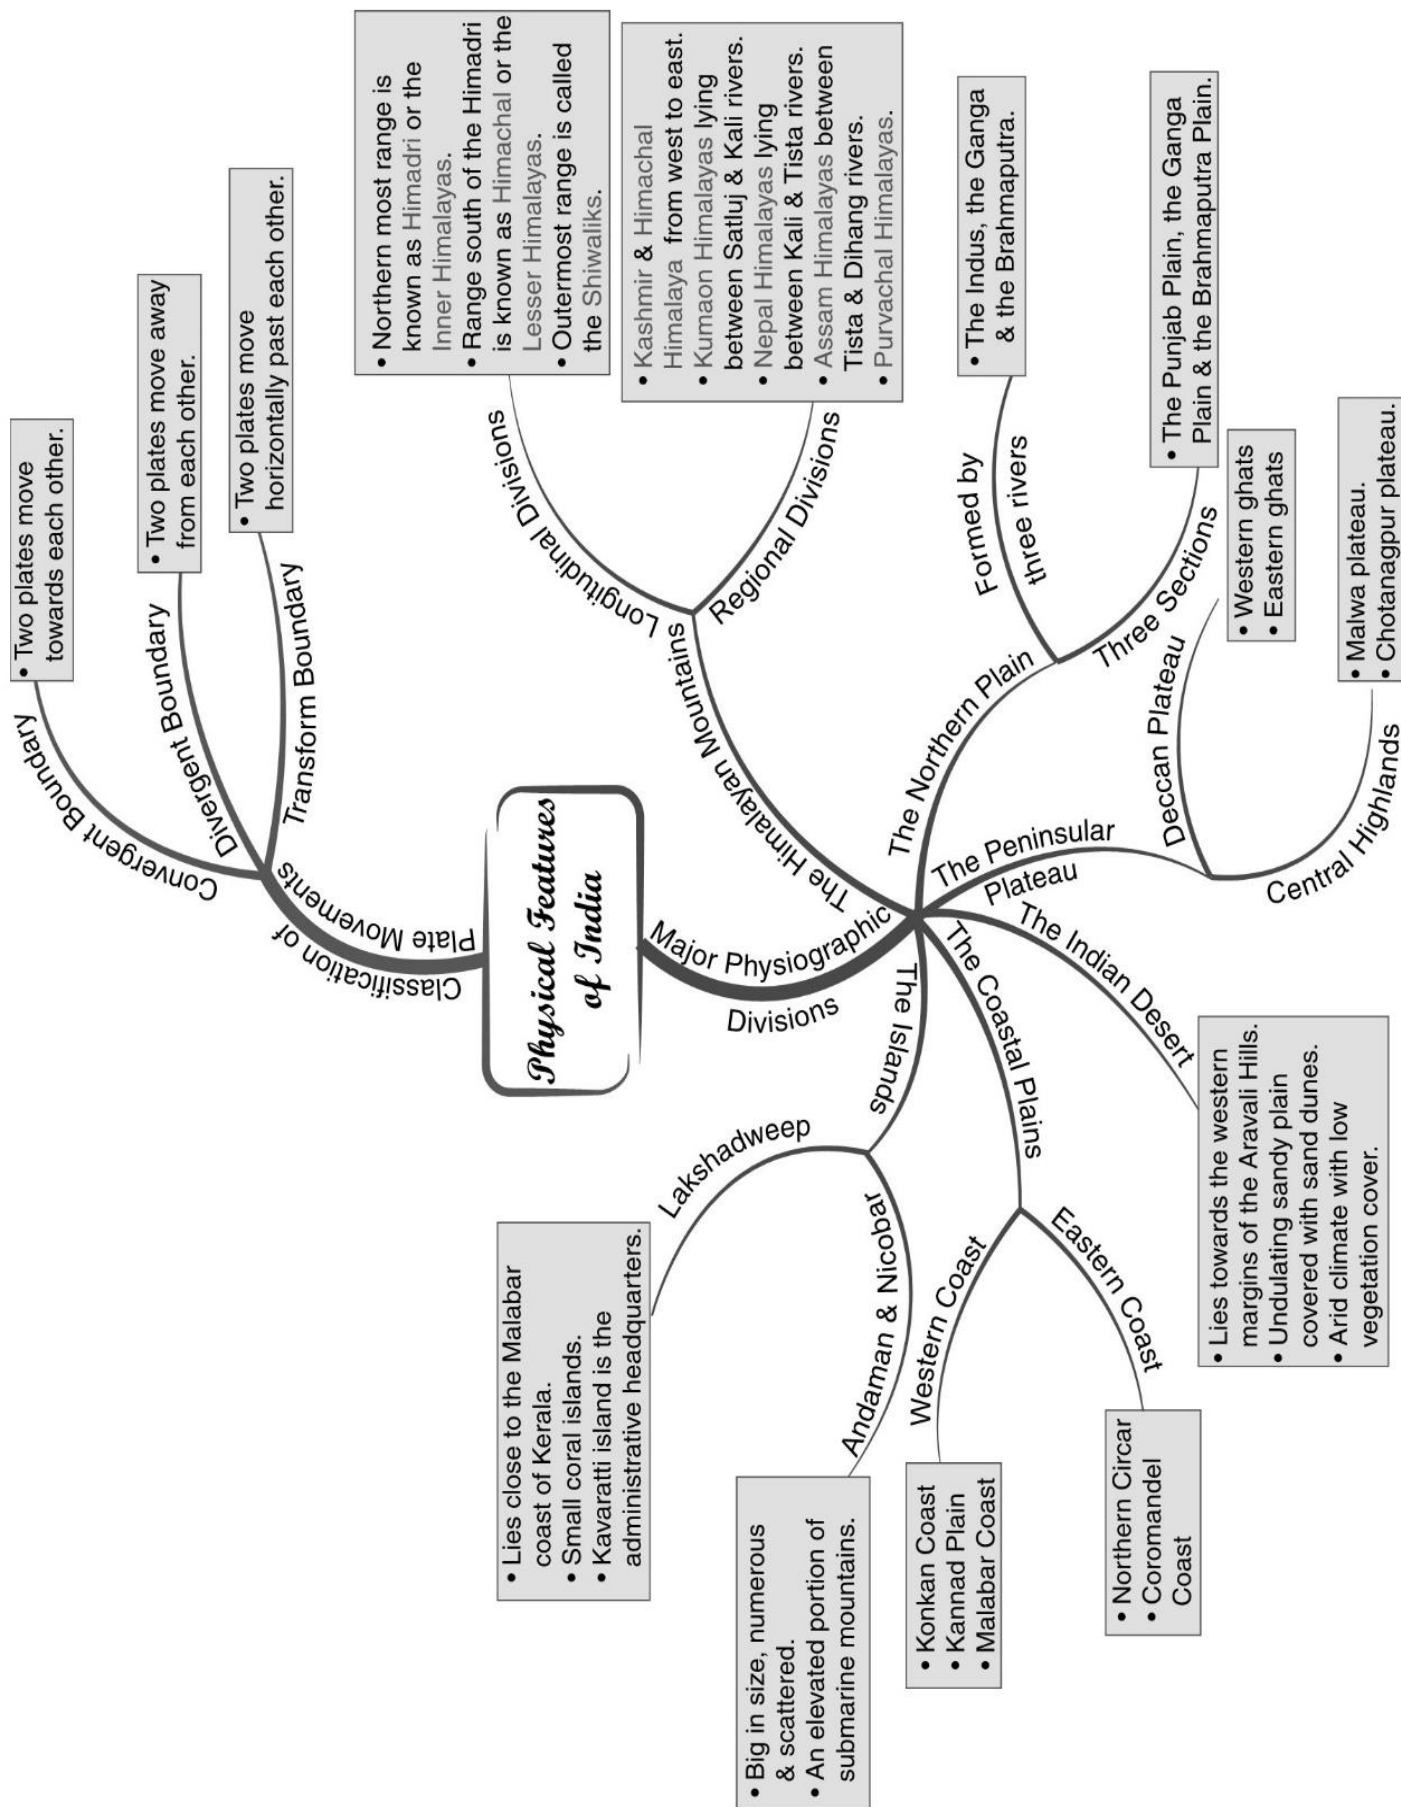 Physical Features
of India
Classification of
Plate Movements
Convergent Boundary
• Two plates move
towards each other.
Divergent Boundary
• Two plates move away
from each other.
Transform Boundary
• Two plates move
horizontally past each other.
Major Physiographic
Divisions
The Himalayan Mountains
Longitudinal Divisions
• Northern most range is
known as Himadri or the
Inner Himalayas.
• Range south of the Himadri
is known as Himachal or the
Lesser Himalayas.
• Outermost range is called
the Shiwaliks.
Regional Divisions
• Kashmir & Himachal
Himalaya from west to east.
• Kumaon Himalayas lying
between Satluj & Kali rivers.
• Nepal Himalayas lying
between Kali & Tista rivers.
• Assam Himalayas between
Tista & Dihang rivers.
• Purvachal Himalayas.
The Northern Plain
Formed by
three rivers
• The Indus, the Ganga
& the Brahmaputra.
Three Sections
• The Punjab Plain, the Ganga
Plain & the Brahmaputra Plain.
The Peninsular
Plateau
Deccan Plateau
• Western ghats
• Eastern ghats
Central Highlands
• Malwa plateau.
• Chotanagpur plateau.
The Indian Desert
• Lies towards the western
margins of the Aravali Hills.
• Undulating sandy plain
covered with sand dunes.
• Arid climate with low
vegetation cover.
The Coastal Plains
Eastern Coast
• Northern Circar
• Coromandel
Coast
Western Coast
• Konkan Coast
• Kannad Plain
• Malabar Coast
The Islands
Andaman & Nicobar
• Big in size, numerous
& scattered.
• An elevated portion of
submarine mountains.
Lakshadweep
• Lies close to the Malabar
coast of Kerala.
• Small coral islands.
• Kavaratti island is the
administrative headquarters.